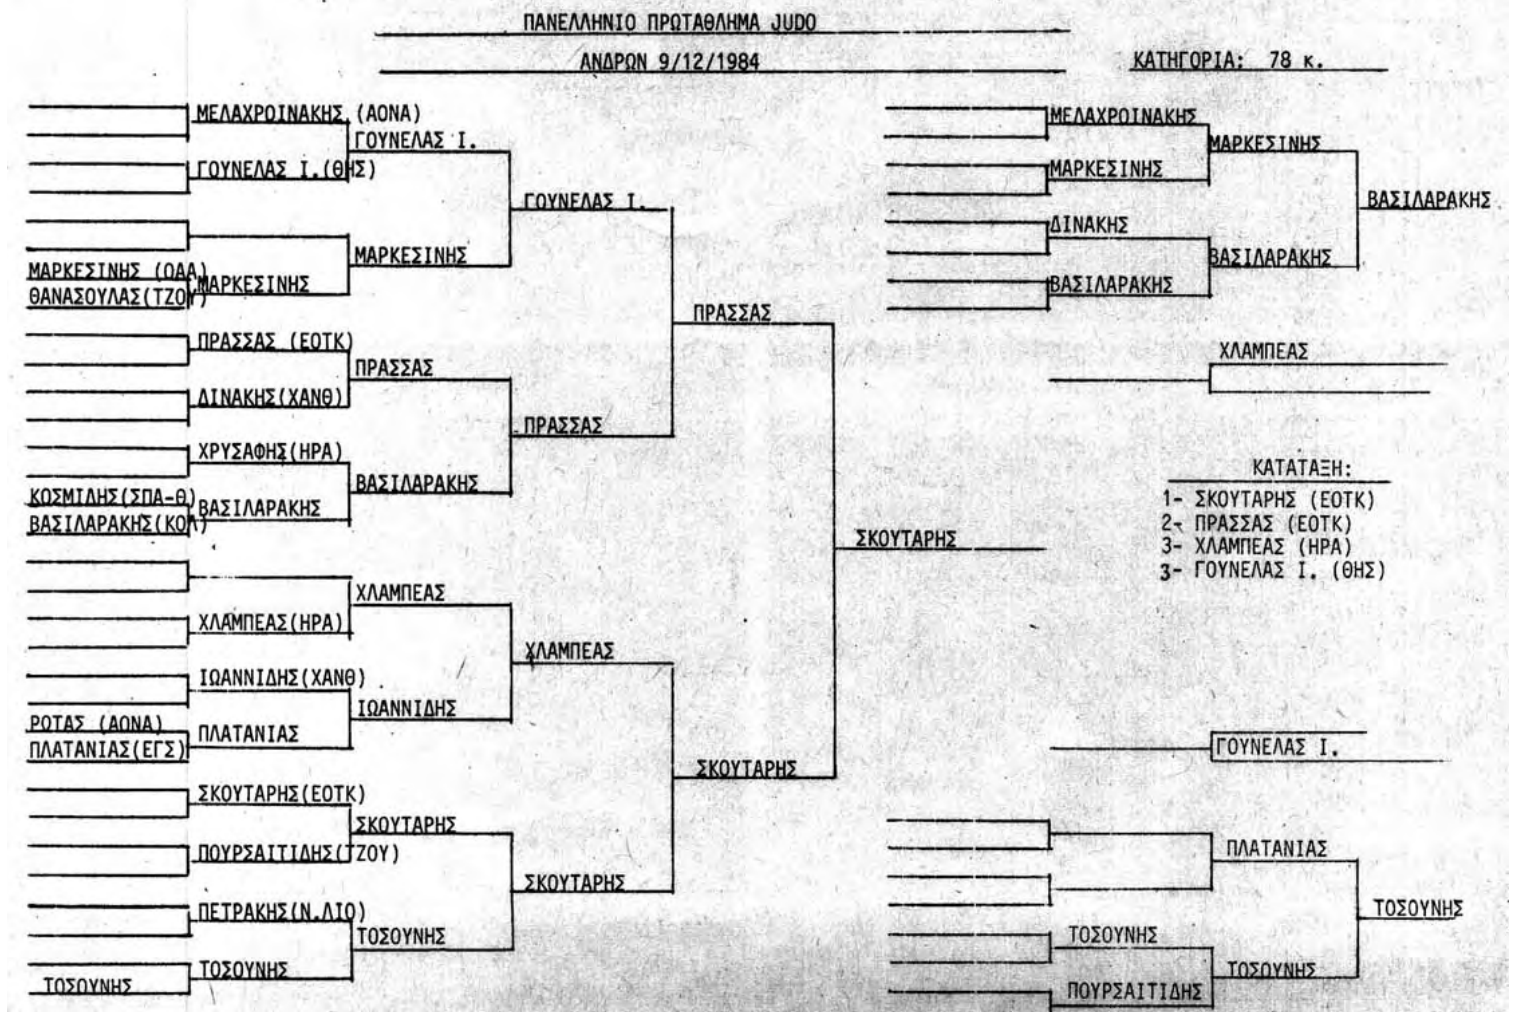 ΠΑΝΕΛΛΗΝΙΟ ΠΡΩΤΑΘΛΗΜΑ JUDO
ΑΝΔΡΩΝ 9/12/1984
ΚΑΤΗΓΟΡΙΑ: 78 κ.
ΜΕΛΑΧΡΟΙΝΑΚΗΣ (ΑΟΝΑ)
ΓΟΥΝΕΛΑΣ Ι.
ΓΟΥΝΕΛΑΣ Ι.(ΘΗΣ)
ΓΟΥΝΕΛΑΣ Ι.
ΜΑΡΚΕΣΙΝΗΣ
ΜΑΡΚΕΣΙΝΗΣ (ΟΑΑ)
ΜΑΡΚΕΣΙΝΗΣ
ΘΑΝΑΣΟΥΛΑΣ(ΤΖΟΥ)
ΠΡΑΣΣΑΣ
ΠΡΑΣΣΑΣ (ΕΟΤΚ)
ΠΡΑΣΣΑΣ
ΔΙΝΑΚΗΣ(ΧΑΝΘ)
ΠΡΑΣΣΑΣ
ΧΡΥΣΑΦΗΣ(ΗΡΑ)
ΒΑΣΙΛΑΡΑΚΗΣ
ΚΟΣΜΙΔΗΣ(ΣΠΑ-Θ)
ΒΑΣΙΛΑΡΑΚΗΣ
ΒΑΣΙΛΑΡΑΚΗΣ(ΚΟΛ)
ΣΚΟΥΤΑΡΗΣ
ΧΛΑΜΠΕΑΣ
ΧΛΑΜΠΕΑΣ(ΗΡΑ)
ΧΛΑΜΠΕΑΣ
ΙΩΑΝΝΙΔΗΣ(ΧΑΝΘ)
ΙΩΑΝΝΙΔΗΣ
ΡΟΤΑΣ (ΑΟΝΑ)
ΠΛΑΤΑΝΙΑΣ
ΠΛΑΤΑΝΙΑΣ(ΕΓΣ)
ΣΚΟΥΤΑΡΗΣ
ΣΚΟΥΤΑΡΗΣ(ΕΟΤΚ)
ΣΚΟΥΤΑΡΗΣ
ΠΟΥΡΣΑΙΤΙΔΗΣ(ΤΖΟΥ)
ΣΚΟΥΤΑΡΗΣ
ΠΕΤΡΑΚΗΣ(Ν.ΛΙΟ)
ΤΟΣΟΥΝΗΣ
ΤΟΣΟΥΝΗΣ
ΤΟΣΟΥΝΗΣ
ΜΕΛΑΧΡΟΙΝΑΚΗΣ
ΜΑΡΚΕΣΙΝΗΣ
ΜΑΡΚΕΣΙΝΗΣ
ΒΑΣΙΛΑΡΑΚΗΣ
ΔΙΝΑΚΗΣ
ΒΑΣΙΛΑΡΑΚΗΣ
ΒΑΣΙΛΑΡΑΚΗΣ
ΧΛΑΜΠΕΑΣ
ΚΑΤΑΤΑΞΗ:
1- ΣΚΟΥΤΑΡΗΣ (ΕΟΤΚ)
2- ΠΡΑΣΣΑΣ (ΕΟΤΚ)
3- ΧΛΑΜΠΕΑΣ (ΗΡΑ)
3- ΓΟΥΝΕΛΑΣ Ι. (ΘΗΣ)
ΓΟΥΝΕΛΑΣ Ι.
ΠΛΑΤΑΝΙΑΣ
ΤΟΣΟΥΝΗΣ
ΤΟΣΟΥΝΗΣ
ΤΟΣΟΥΝΗΣ
ΠΟΥΡΣΑΙΤΙΔΗΣ